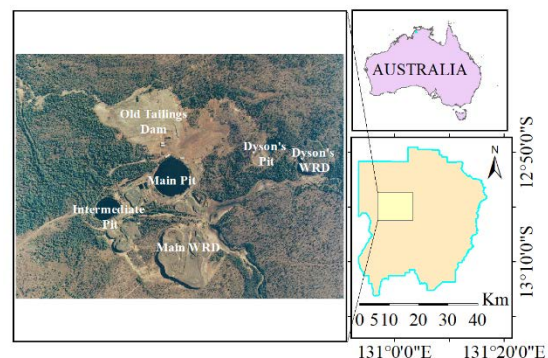 Old Tailings
Dam
Dyson's
Pit
Dyson's
WRD
Main Pit
Intermediate
Pit
Main WRD
AUSTRALIA
N
12°50'0"S
13°10'0"S
Km
0 5 10 20 30 40
131°0'0"E
131°20'0"E